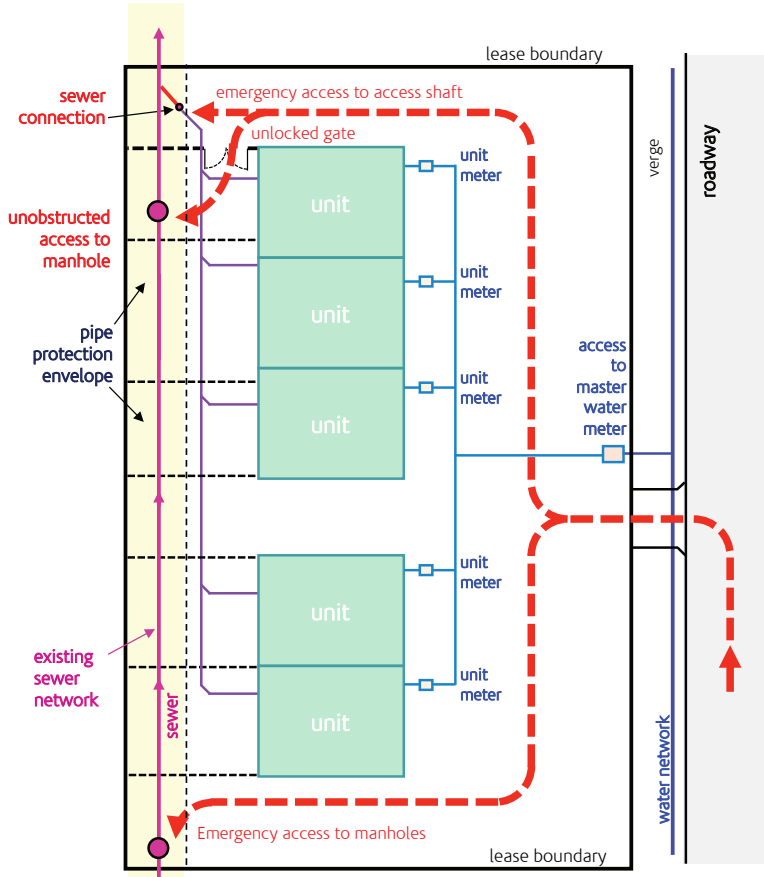 lease boundary
sewer
connection
emergency access to access shaft
unlocked gate
unit
meter
verge
roadway
unit
unobstructed
access to
manhole
unit
meter
unit
pipe
protection
envelope
access
to
master
water
meter
unit
meter
unit
unit
meter
unit
existing
sewer
network
sewer
unit
meter
unit
water network
Emergency access to manholes
lease boundary